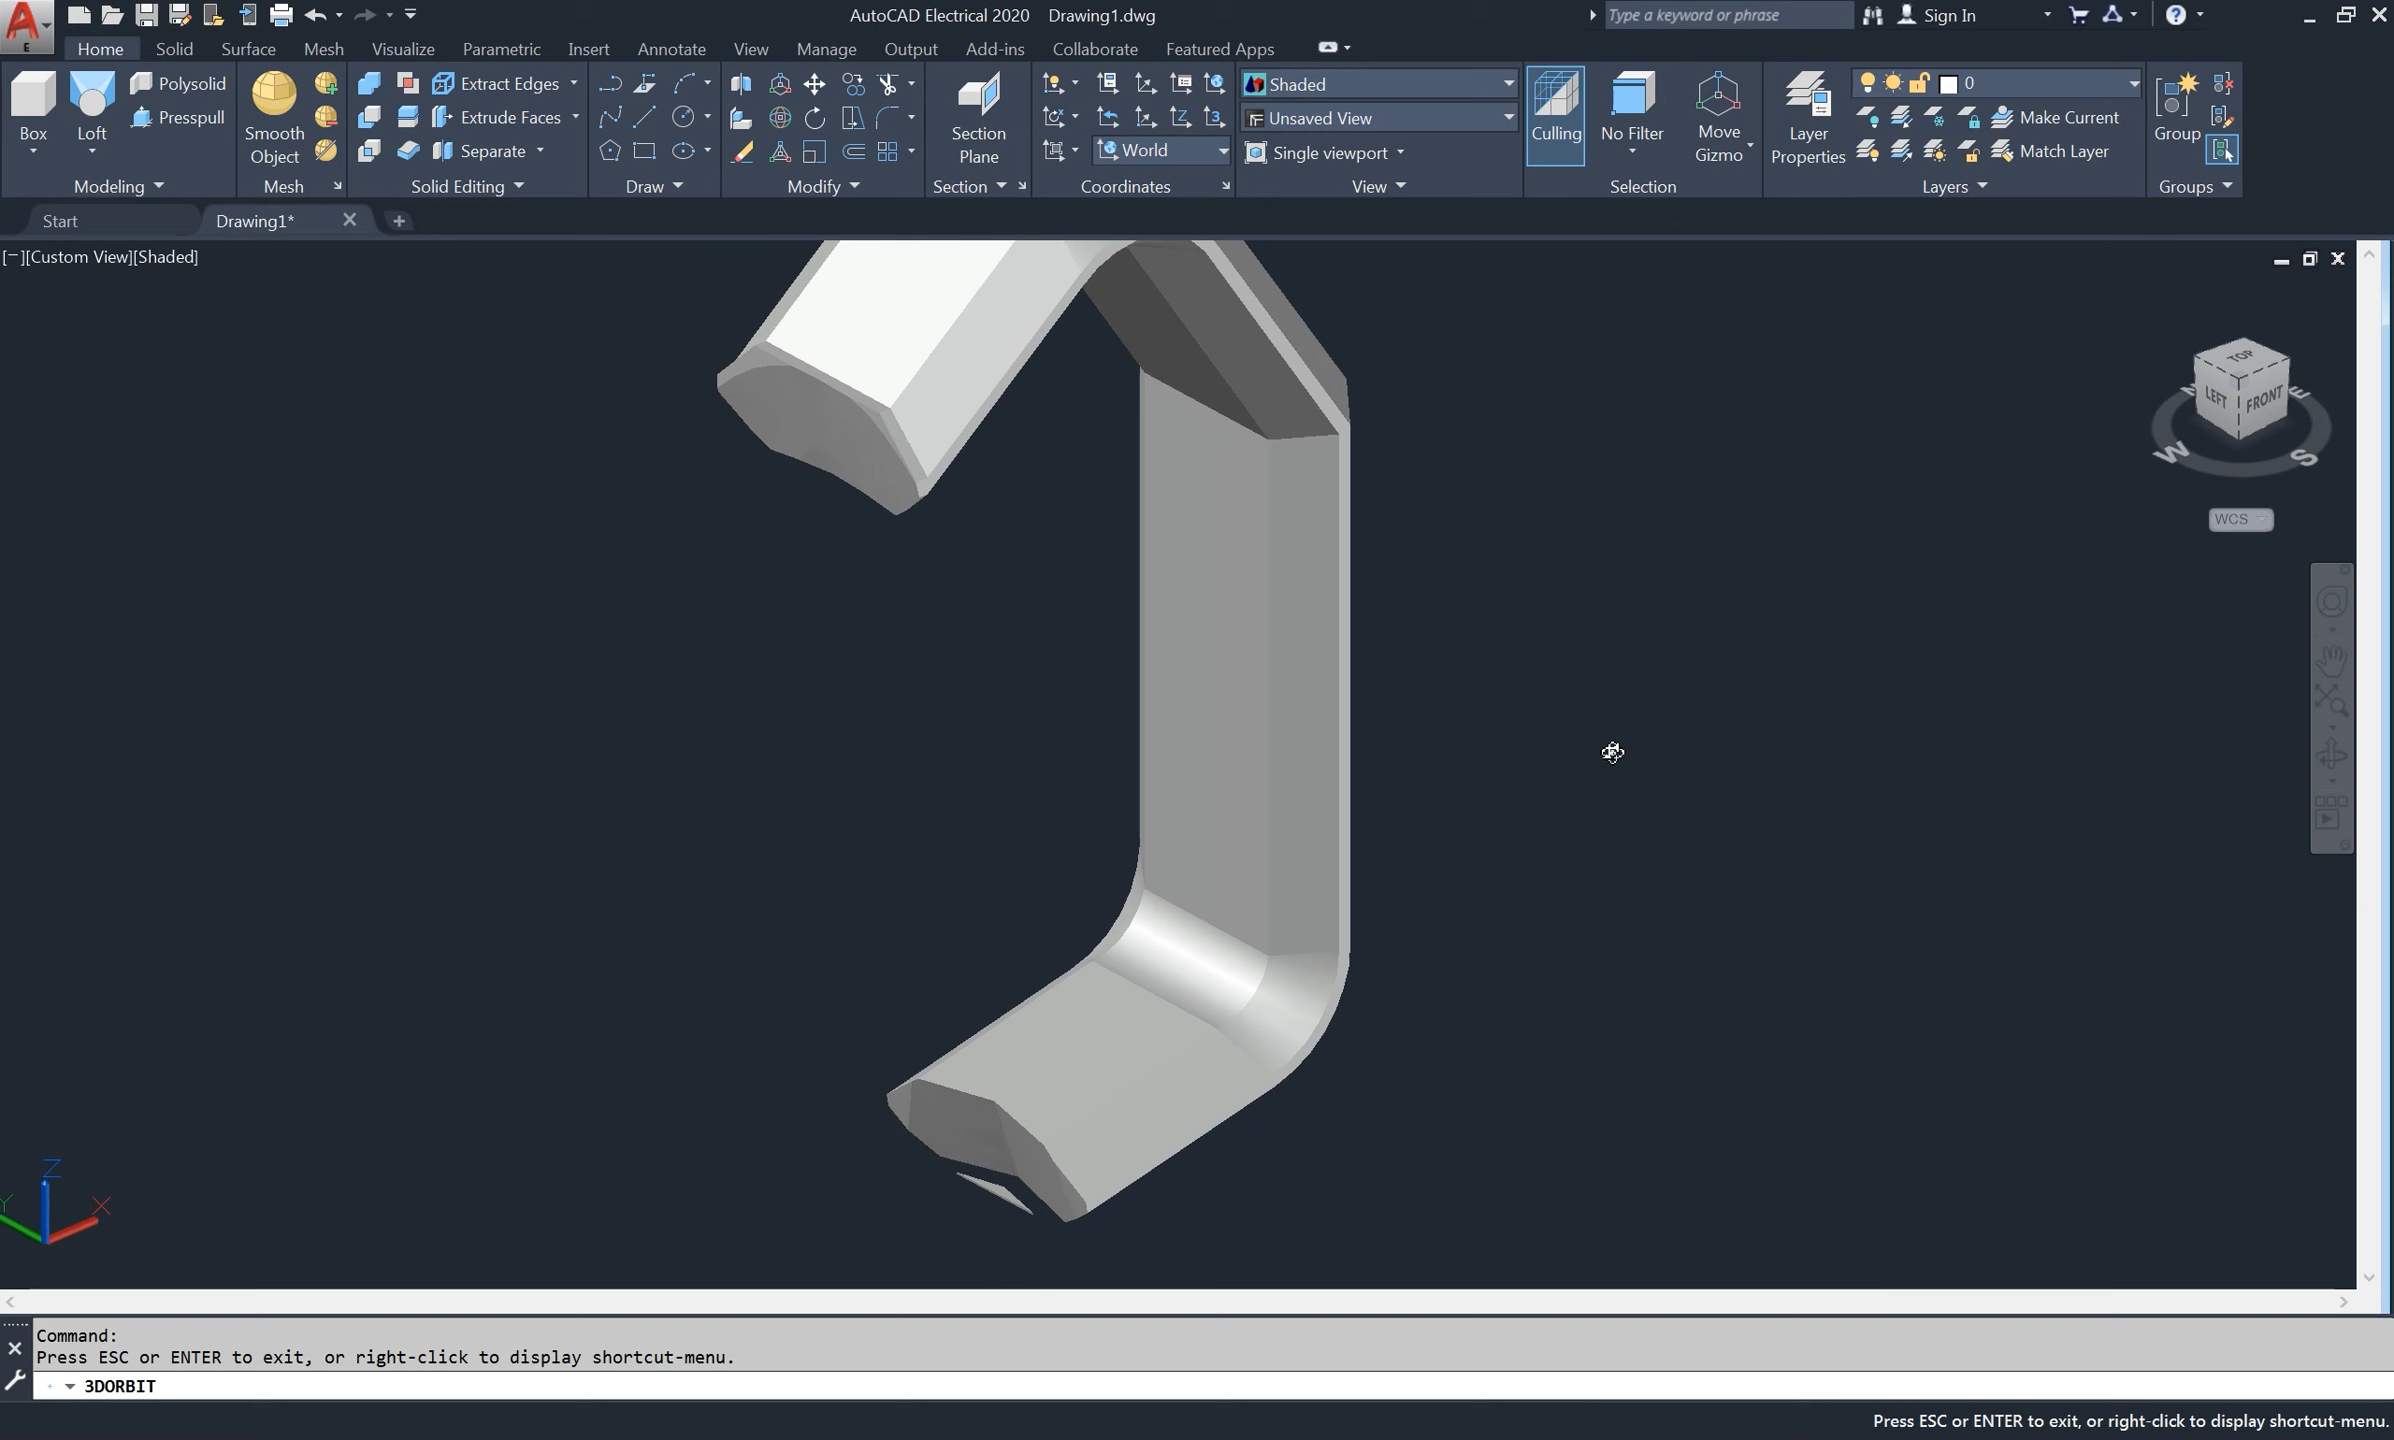 AutoCAD Electrical 2020 Drawing1.dwg Type a keyword or phrase Sign In
E Home Solid Surface Mesh Visualize Parametric Insert Annotate View Manage Output Add-ins Collaborate Featured Apps
Box Loft Polysolid Presspull
Modeling
Smooth Object
Mesh
Extract Edges
Extrude Faces
Separate
Solid Editing
Draw
Modify
Section Plane
Section
World
Coordinates
Shaded
Unsaved View
Single viewport
View
Culling No Filter Move Gizmo
Selection
Layer Properties
0
Make Current
Match Layer
Layers
Group
Groups
Start Drawing1*
[−][Custom View][Shaded]
TOP
LEFT FRONT
N E
W S
WCS
Z
Y X
Command:
Press ESC or ENTER to exit, or right-click to display shortcut-menu.
3DORBIT
Press ESC or ENTER to exit, or right-click to display shortcut-menu.